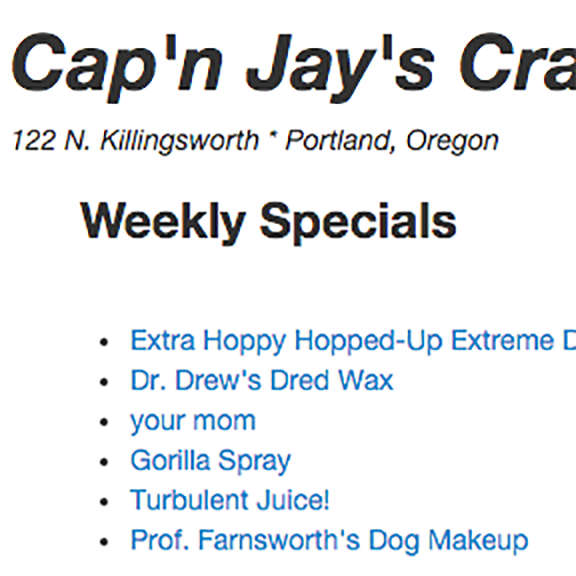 Cap'n Jay's Cra
122 N. Killingsworth * Portland, Oregon
Weekly Specials
Extra Hoppy Hopped-Up Extreme D
Dr. Drew's Dred Wax
your mom
Gorilla Spray
Turbulent Juice!
Prof. Farnsworth's Dog Makeup